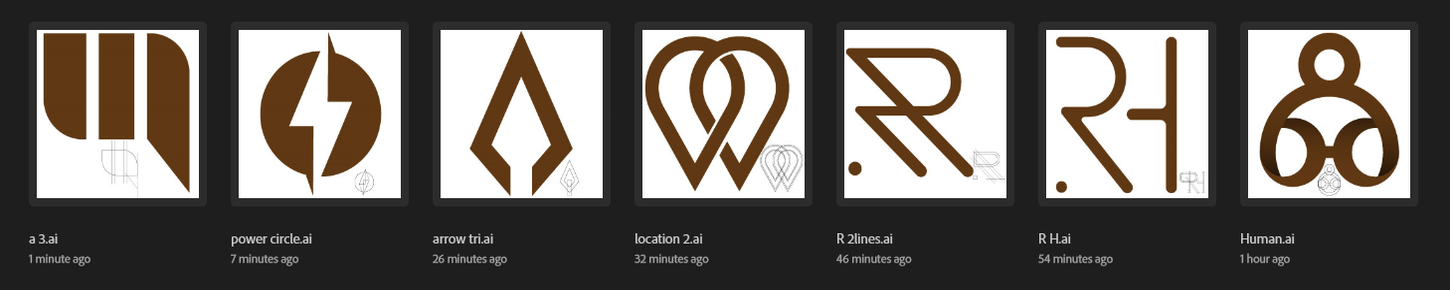 a 3.ai
1 minute ago
power circle.ai
7 minutes ago
arrow tri.ai
26 minutes ago
location 2.ai
32 minutes ago
R 2lines.ai
46 minutes ago
R H.ai
54 minutes ago
Human.ai
1 hour ago